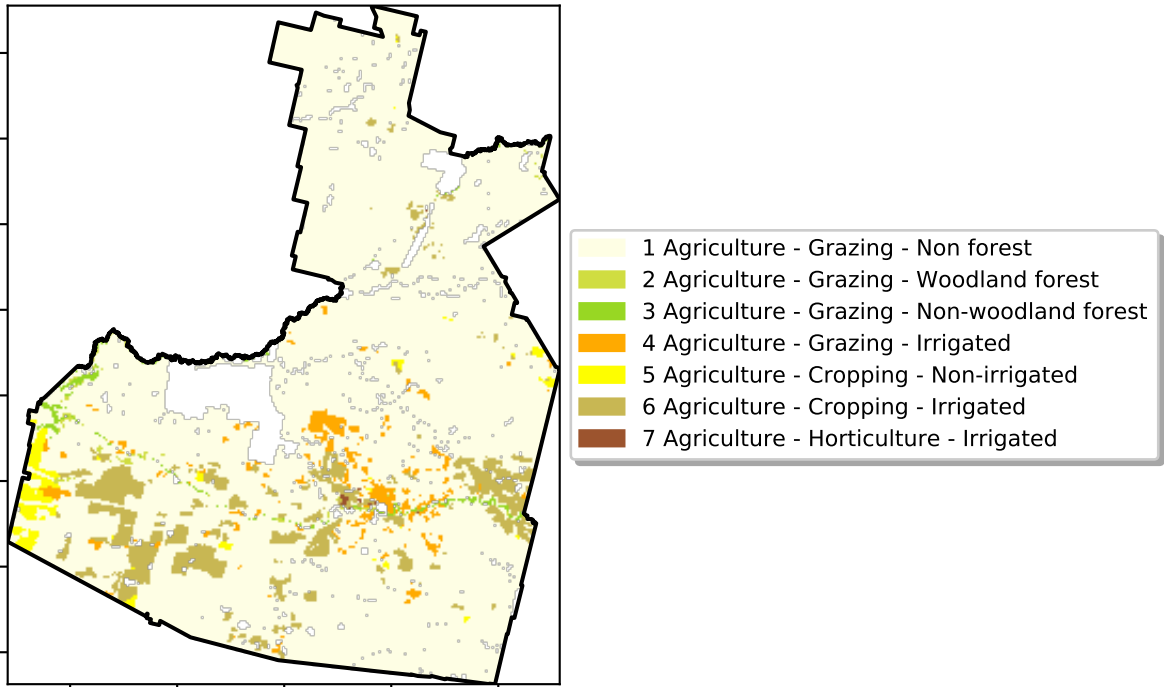 1 Agriculture - Grazing - Non forest
2 Agriculture - Grazing - Woodland forest
3 Agriculture - Grazing - Non-woodland forest
4 Agriculture - Grazing - Irrigated
5 Agriculture - Cropping - Non-irrigated
6 Agriculture - Cropping - Irrigated
7 Agriculture - Horticulture - Irrigated